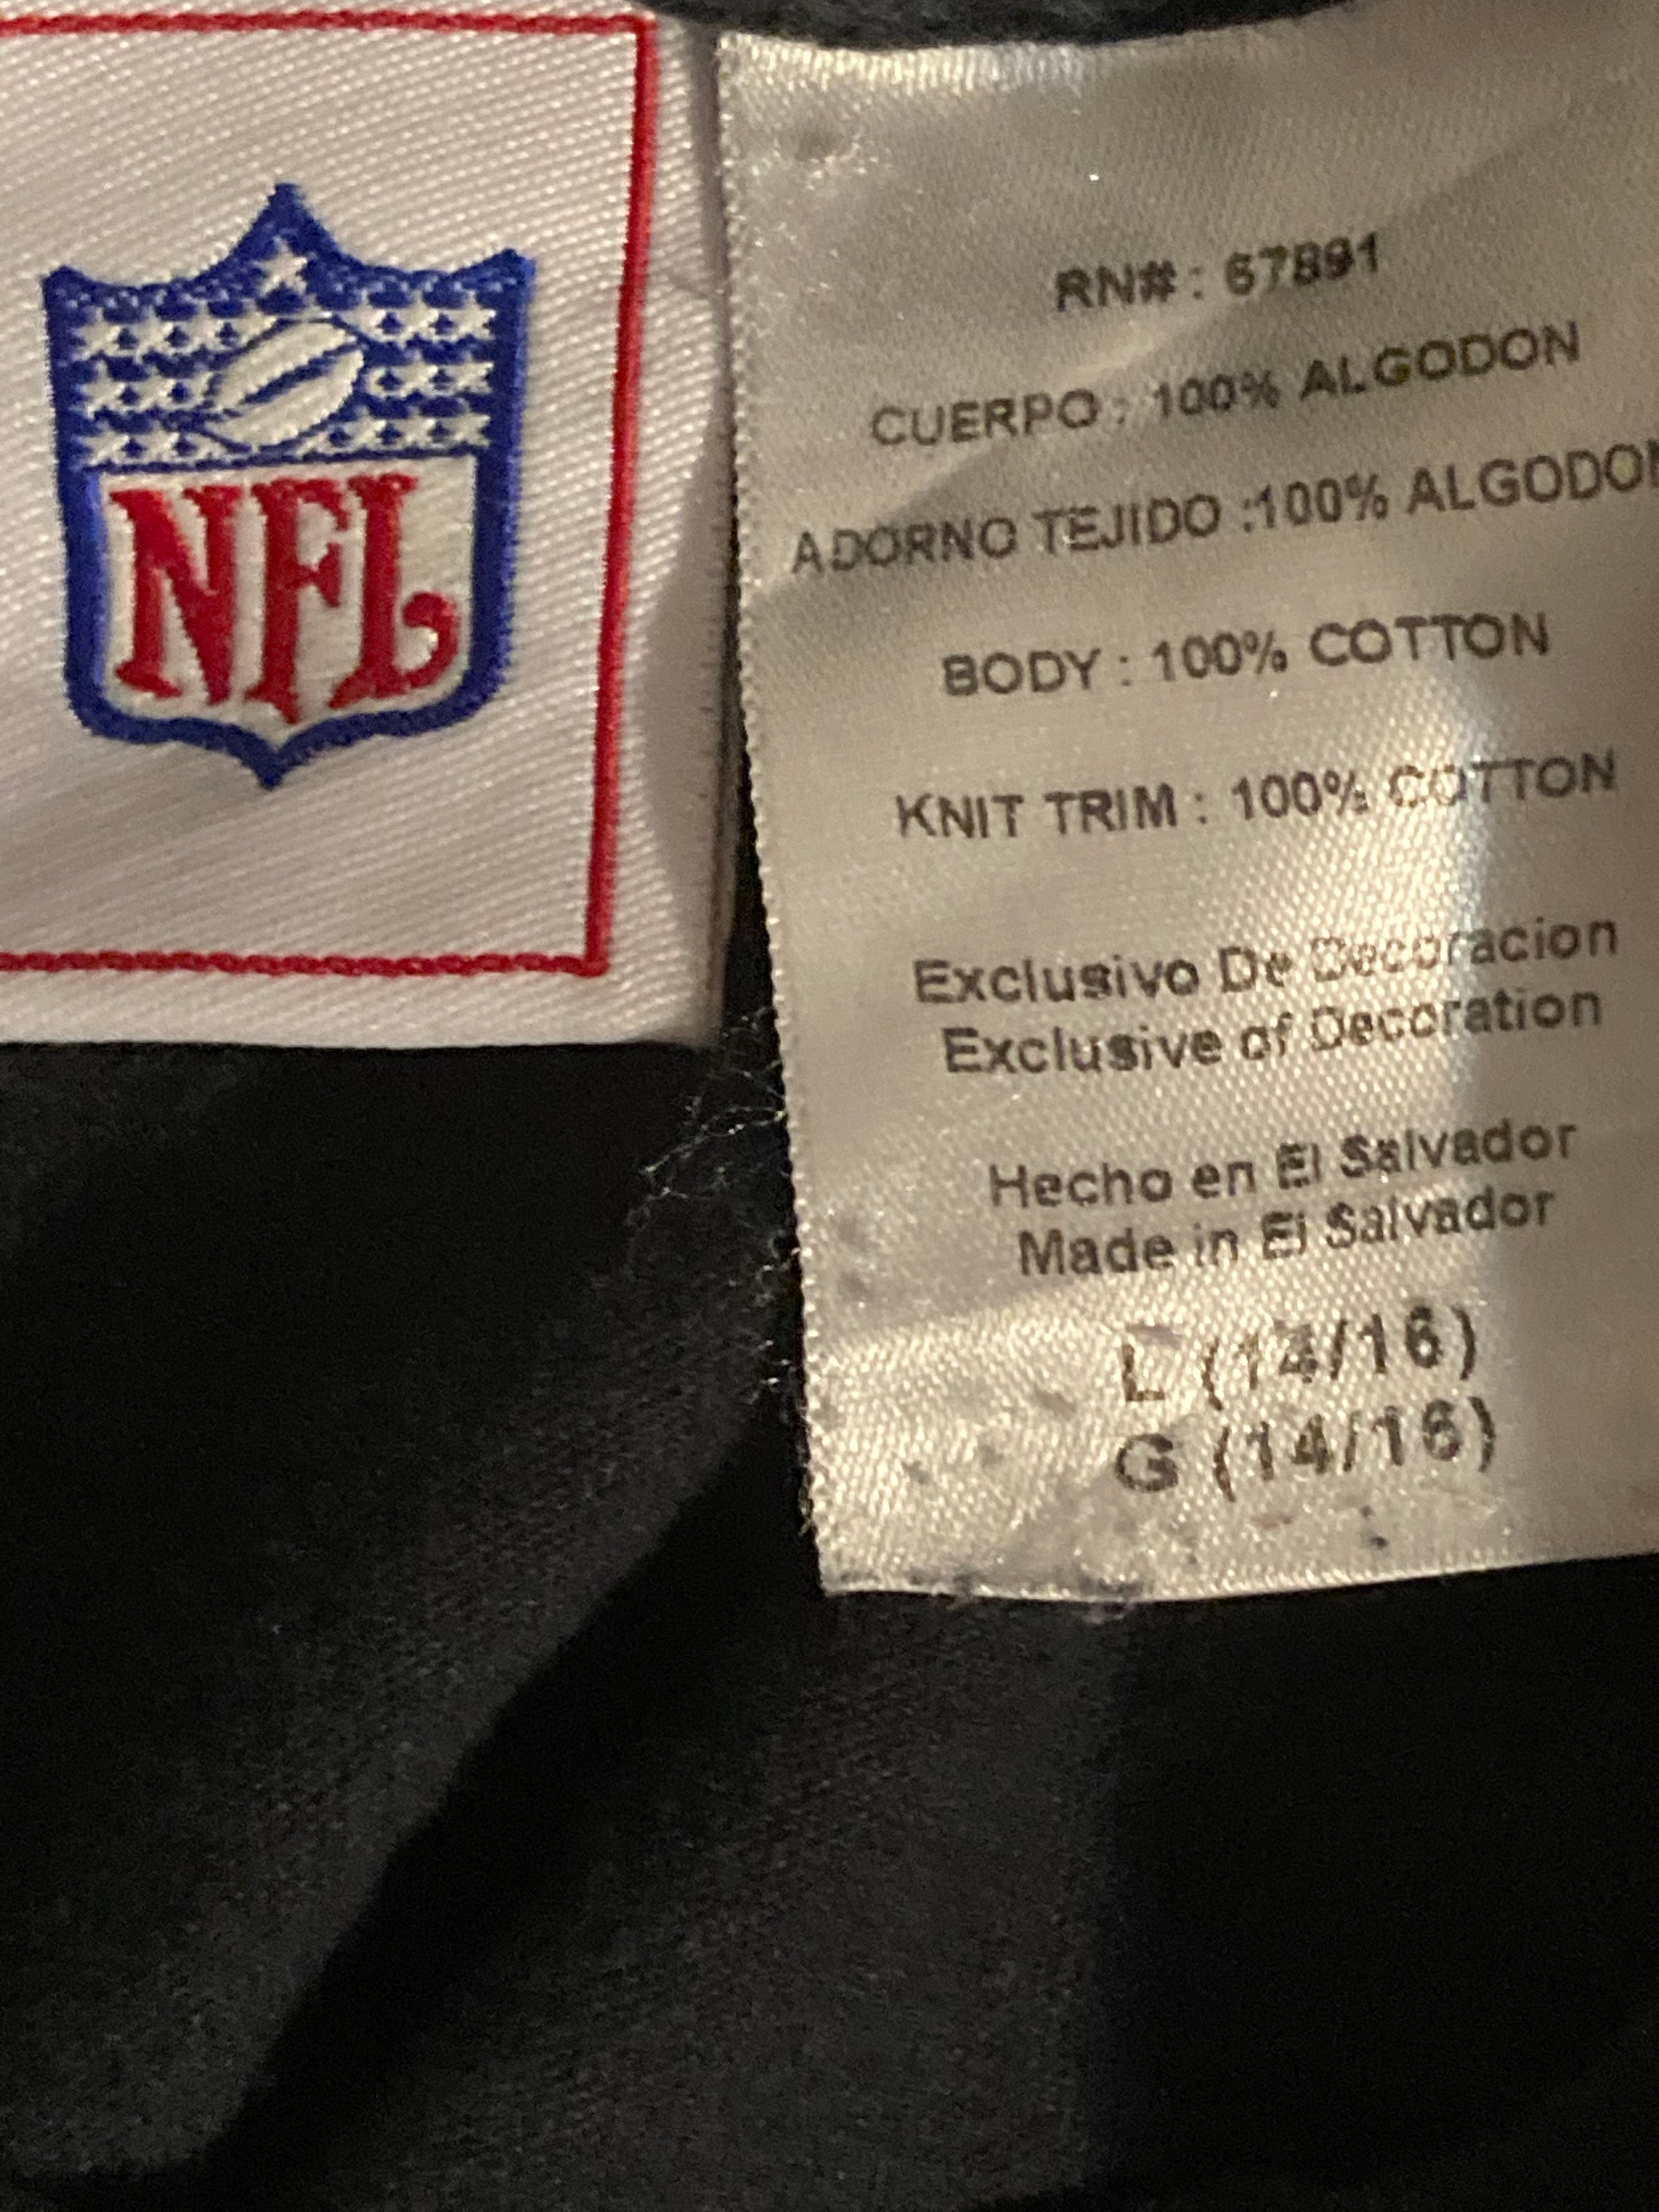 NFL
RN# : 67891
CUERPO : 100% ALGODON
ADORNO TEJIDO :100% ALGODON
BODY : 100% COTTON
KNIT TRIM : 100% COTTON
Exclusivo De Decoracion
Exclusive of Decoration
Hecho en El Salvador
Made in El Salvador
L (14/16)
G (14/16)